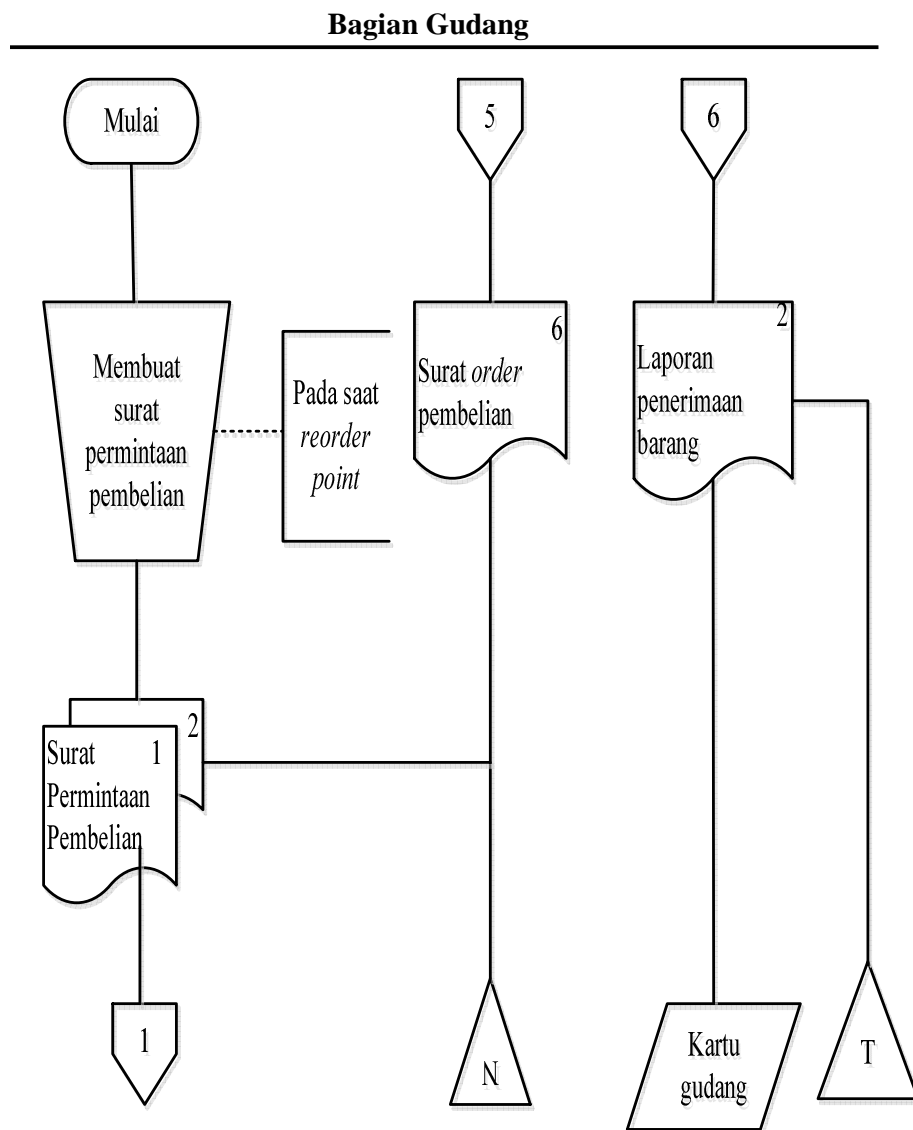 Bagian Gudang
Mulai
5
6
Membuat
surat
permintaan
pembelian
Pada saat
reorder
point
6
Surat order
pembelian
2
Laporan
penerimaan
barang
2
Surat 1
Permintaan
Pembelian
1
N
Kartu
gudang
T